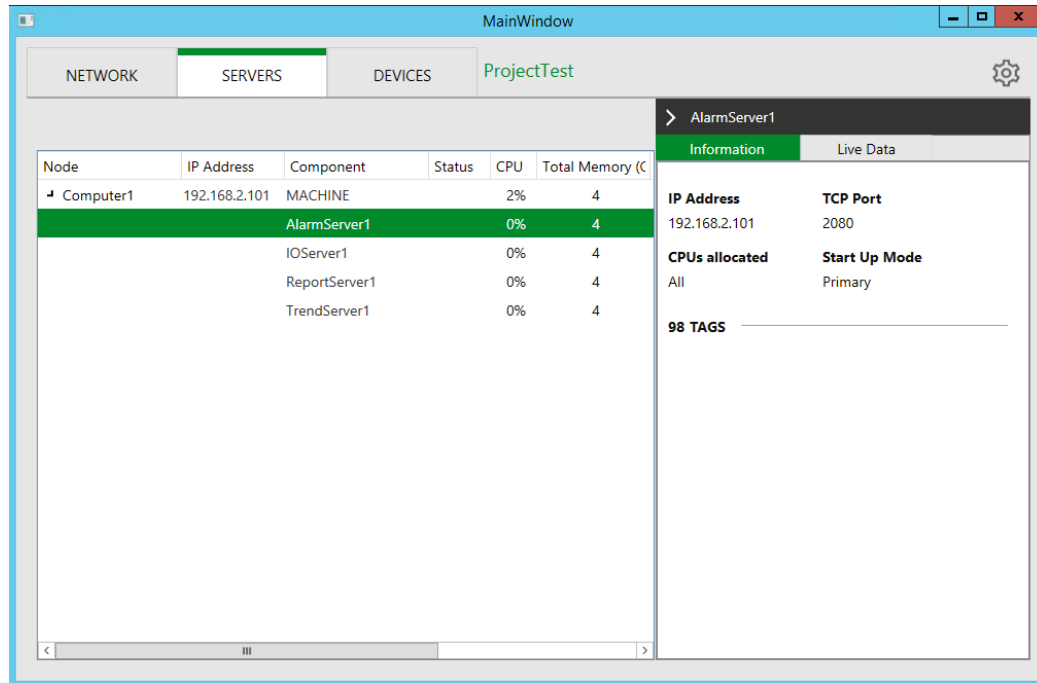 MainWindow
NETWORK SERVERS DEVICES ProjectTest
AlarmServer1
Information Live Data
Node IP Address Component Status CPU Total Memory (
Computer1 192.168.2.101 MACHINE 2% 4
AlarmServer1 0% 4
IOServer1 0% 4
ReportServer1 0% 4
TrendServer1 0% 4
IP Address TCP Port
192.168.2.101 2080
CPUs allocated Start Up Mode
All Primary
98 TAGS